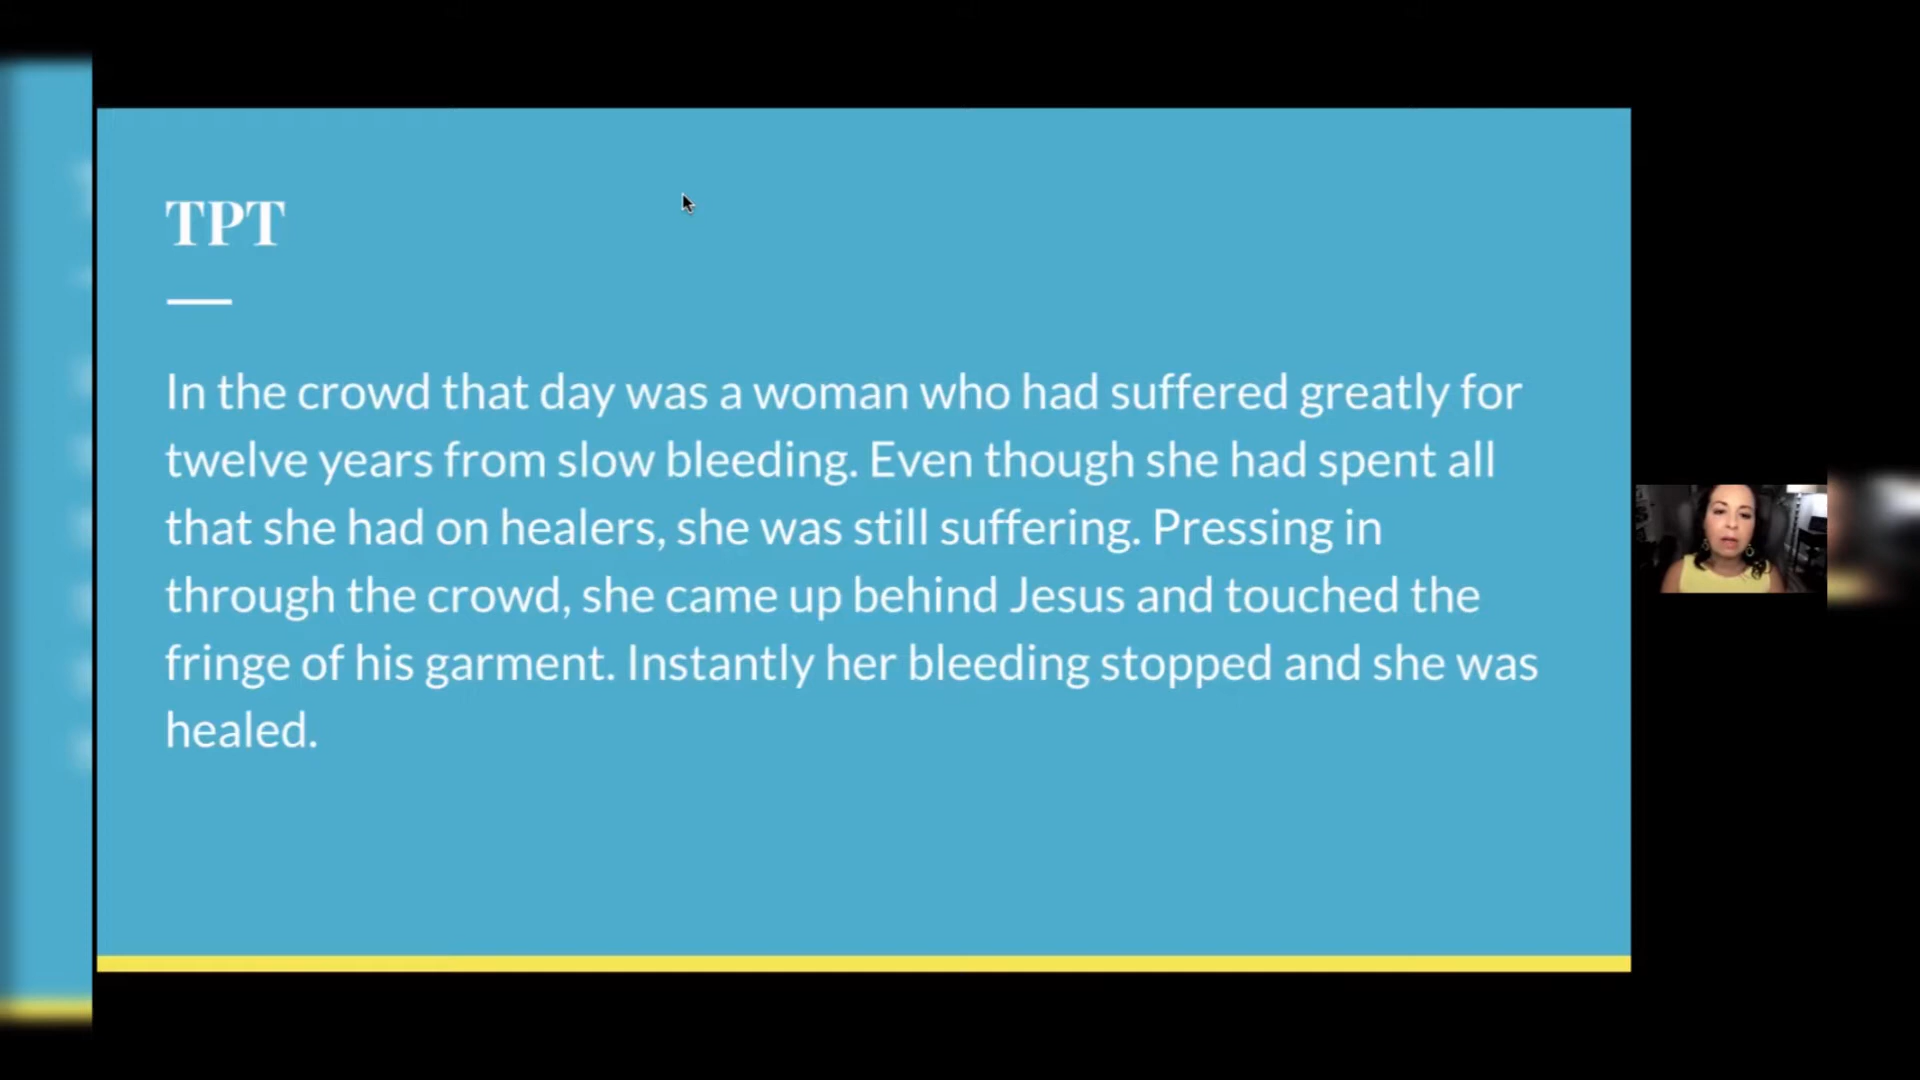 TPT
In the crowd that day was a woman who had suffered greatly for
twelve years from slow bleeding. Even though she had spent all
that she had on healers, she was still suffering. Pressing in
through the crowd, she came up behind Jesus and touched the
fringe of his garment. Instantly her bleeding stopped and she was
healed.